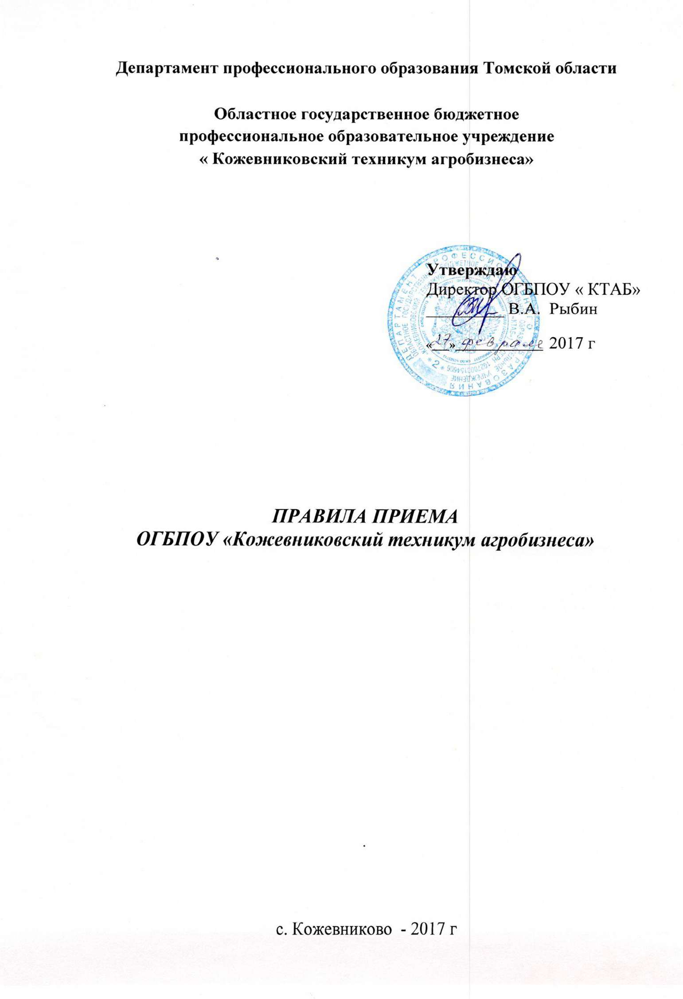 Департамент профессионального образования Томской области
Областное государственное бюджетное
профессиональное образовательное учреждение
« Кожевниковский техникум агробизнеса»
Утверждаю
Директор ОГБПОУ « КТАБ»
В.А. Рыбин
«27» февраля 2017 г
ПРАВИЛА ПРИЕМА
ОГБПОУ «Кожевниковский техникум агробизнеса»
с. Кожевниково - 2017 г